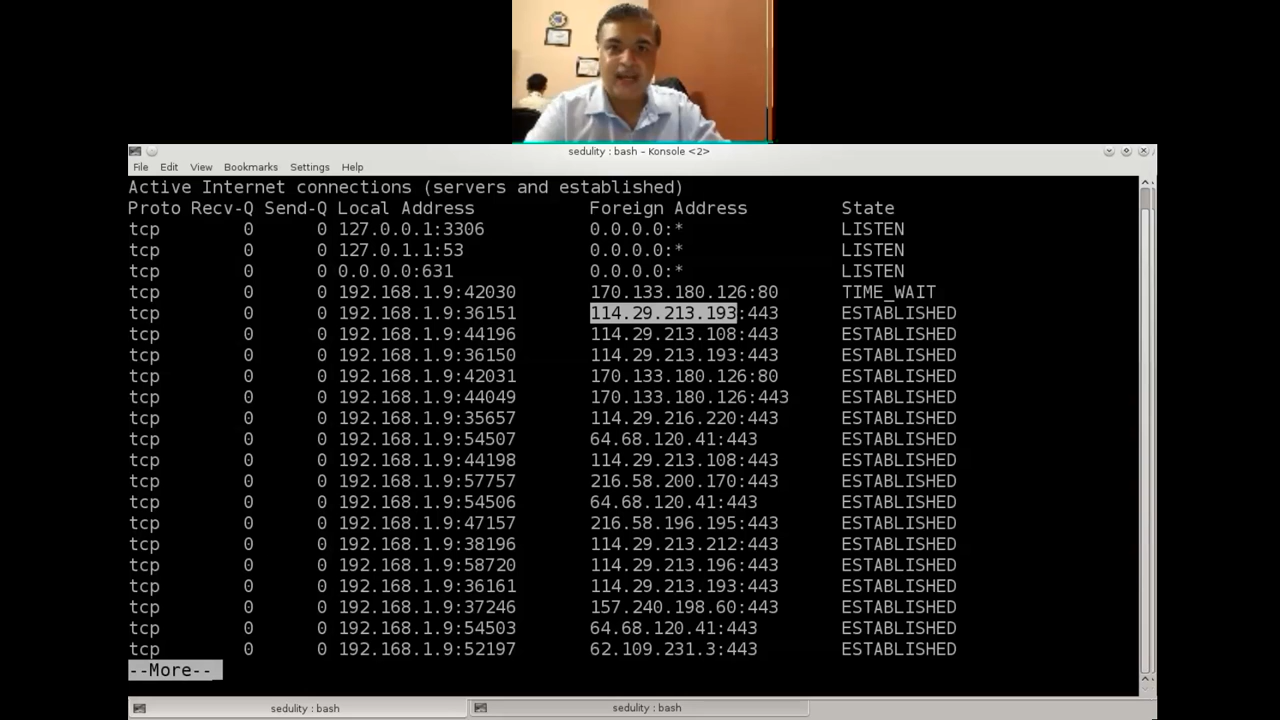 sedulity : bash – Konsole <2>
File Edit View Bookmarks Settings Help
Active Internet connections (servers and established)
Proto Recv-Q Send-Q Local Address Foreign Address State
tcp 0 0 127.0.0.1:3306 0.0.0.0:* LISTEN
tcp 0 0 127.0.1.1:53 0.0.0.0:* LISTEN
tcp 0 0 0.0.0.0:631 0.0.0.0:* LISTEN
tcp 0 0 192.168.1.9:42030 170.133.180.126:80 TIME_WAIT
tcp 0 0 192.168.1.9:36151 114.29.213.193:443 ESTABLISHED
tcp 0 0 192.168.1.9:44196 114.29.213.108:443 ESTABLISHED
tcp 0 0 192.168.1.9:36150 114.29.213.193:443 ESTABLISHED
tcp 0 0 192.168.1.9:42031 170.133.180.126:80 ESTABLISHED
tcp 0 0 192.168.1.9:44049 170.133.180.126:443 ESTABLISHED
tcp 0 0 192.168.1.9:35657 114.29.216.220:443 ESTABLISHED
tcp 0 0 192.168.1.9:54507 64.68.120.41:443 ESTABLISHED
tcp 0 0 192.168.1.9:44198 114.29.213.108:443 ESTABLISHED
tcp 0 0 192.168.1.9:57757 216.58.200.170:443 ESTABLISHED
tcp 0 0 192.168.1.9:54506 64.68.120.41:443 ESTABLISHED
tcp 0 0 192.168.1.9:47157 216.58.196.195:443 ESTABLISHED
tcp 0 0 192.168.1.9:38196 114.29.213.212:443 ESTABLISHED
tcp 0 0 192.168.1.9:58720 114.29.213.196:443 ESTABLISHED
tcp 0 0 192.168.1.9:36161 114.29.213.193:443 ESTABLISHED
tcp 0 0 192.168.1.9:37246 157.240.198.60:443 ESTABLISHED
tcp 0 0 192.168.1.9:54503 64.68.120.41:443 ESTABLISHED
tcp 0 0 192.168.1.9:52197 62.109.231.3:443 ESTABLISHED
--More--
sedulity : bash sedulity : bash